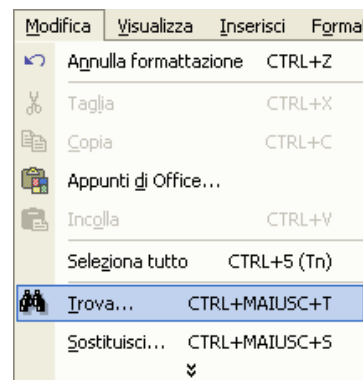 Modifica Visualizza Inserisci Forma
Annulla formattazione CTRL+Z
Taglia CTRL+X
Copia CTRL+C
Appunti di Office...
Incolla CTRL+V
Seleziona tutto CTRL+5 (Tn)
Trova... CTRL+MAIUSC+T
Sostituisci... CTRL+MAIUSC+S